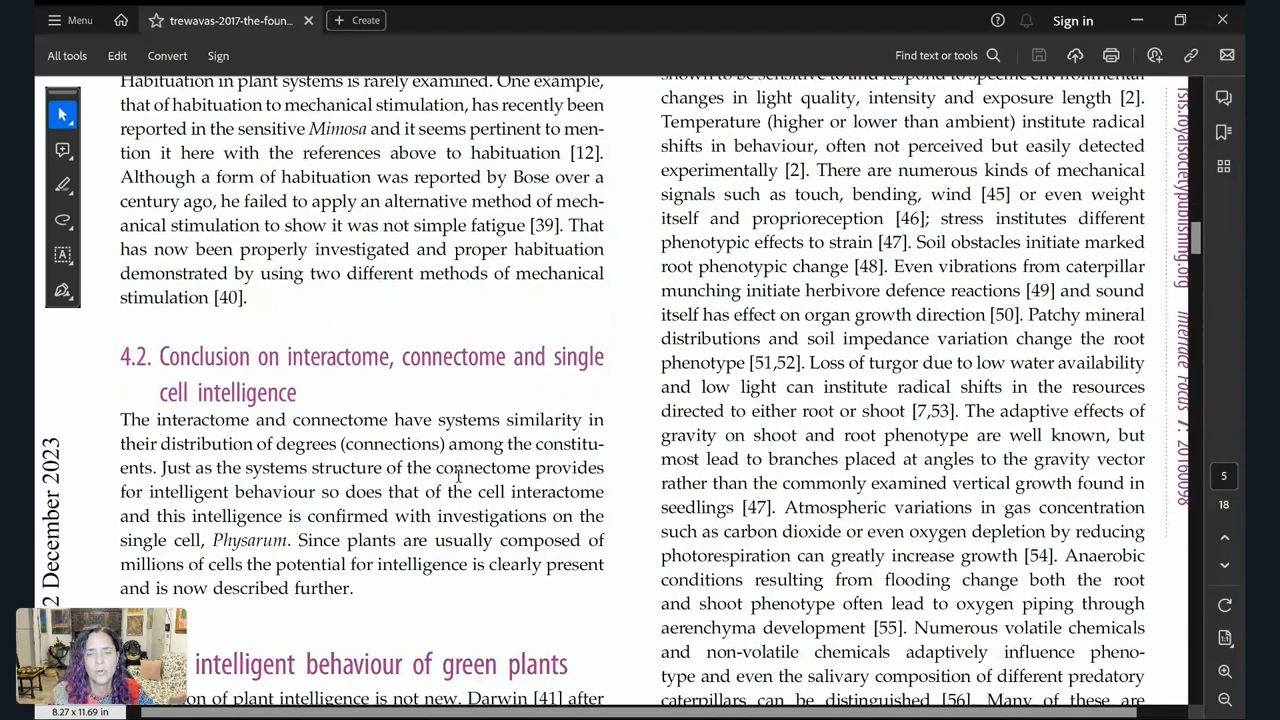 Menu
trewavas-2017-the-foun...
Create
Sign in
All tools
Edit
Convert
Sign
Find text or tools
Habituation in plant systems is rarely examined. One example,
that of habituation to mechanical stimulation, has recently been
reported in the sensitive Mimosa and it seems pertinent to men-
tion it here with the references above to habituation [12].
Although a form of habituation was reported by Bose over a
century ago, he failed to apply an alternative method of mech-
anical stimulation to show it was not simple fatigue [39]. That
has now been properly investigated and proper habituation
demonstrated by using two different methods of mechanical
stimulation [40].
4.2. Conclusion on interactome, connectome and single
cell intelligence
The interactome and connectome have systems similarity in
their distribution of degrees (connections) among the constitu-
ents. Just as the systems structure of the connectome provides
for intelligent behaviour so does that of the cell interactome
and this intelligence is confirmed with investigations on the
single cell, Physarum. Since plants are usually composed of
millions of cells the potential for intelligence is clearly present
and is now described further.
intelligent behaviour of green plants
on of plant intelligence is not new. Darwin [41] after
shown to be sensitive to and respond to specific environmental
changes in light quality, intensity and exposure length [2].
Temperature (higher or lower than ambient) institute radical
shifts in behaviour, often not perceived but easily detected
experimentally [2]. There are numerous kinds of mechanical
signals such as touch, bending, wind [45] or even weight
itself and proprioreception [46]; stress institutes different
phenotypic effects to strain [47]. Soil obstacles initiate marked
root phenotypic change [48]. Even vibrations from caterpillar
munching initiate herbivore defence reactions [49] and sound
itself has effect on organ growth direction [50]. Patchy mineral
distributions and soil impedance variation change the root
phenotype [51,52]. Loss of turgor due to low water availability
and low light can institute radical shifts in the resources
directed to either root or shoot [7,53]. The adaptive effects of
gravity on shoot and root phenotype are well known, but
most lead to branches placed at angles to the gravity vector
rather than the commonly examined vertical growth found in
seedlings [47]. Atmospheric variations in gas concentration
such as carbon dioxide or even oxygen depletion by reducing
photorespiration can greatly increase growth [54]. Anaerobic
conditions resulting from flooding change both the root
and shoot phenotype often lead to oxygen piping through
aerenchyma development [55]. Numerous volatile chemicals
and non-volatile chemicals adaptively influence pheno-
type and even the salivary composition of different predatory
caterpillars can be distinguished [56]. Many of these are
2 December 2023
rsfs.royalsocietypublishing.org
Interface Focus 7: 20160098
5
18
8.27 x 11.69 in